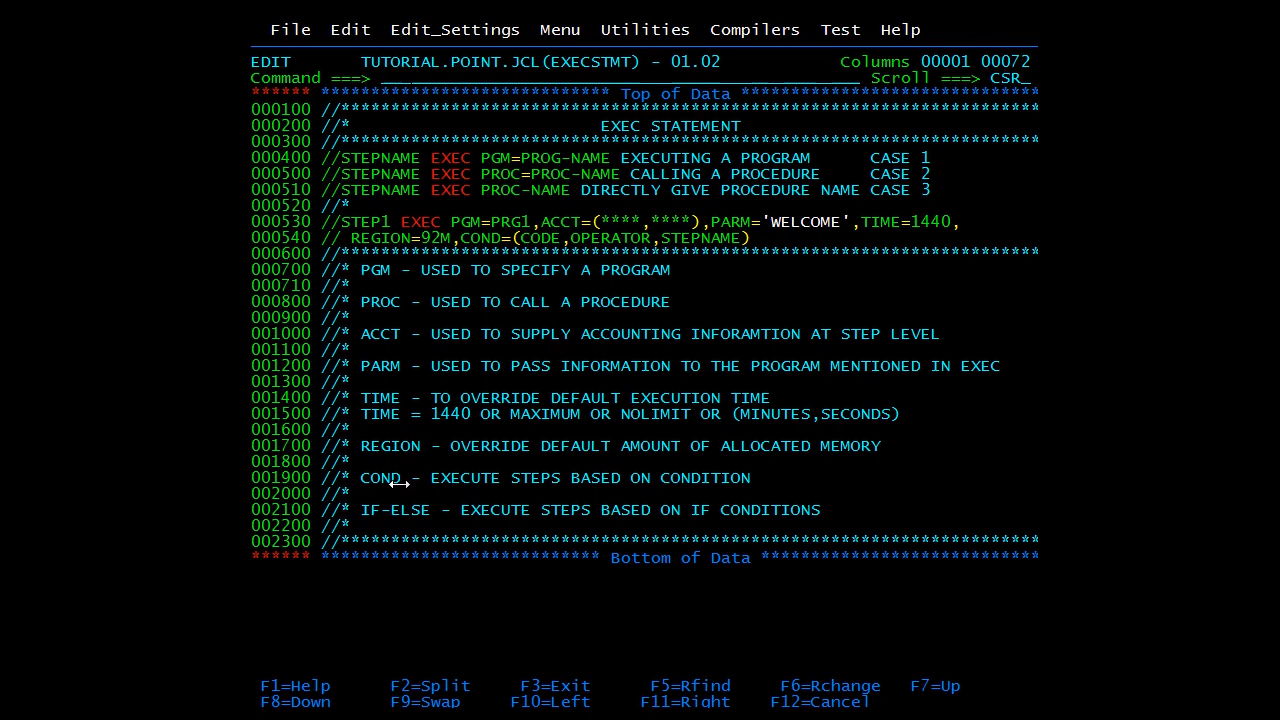 File Edit Edit_Settings Menu Utilities Compilers Test Help
EDIT TUTORIAL.POINT.JCL(EXECSTMT) - 01.02 Columns 00001 00072
Command ===> Scroll ===> CSR_
****** ***************************** Top of Data ******************************
000100 //**********************************************************************
000200 //* EXEC STATEMENT
000300 //**********************************************************************
000400 //STEPNAME EXEC PGM=PROG-NAME EXECUTING A PROGRAM CASE 1
000500 //STEPNAME EXEC PROC=PROC-NAME CALLING A PROCEDURE CASE 2
000510 //STEPNAME EXEC PROC-NAME DIRECTLY GIVE PROCEDURE NAME CASE 3
000520 //*
000530 //STEP1 EXEC PGM=PRG1,ACCT=(****,****),PARM='WELCOME',TIME=1440,
000540 // REGION=92M,COND=(CODE,OPERATOR,STEPNAME)
000600 //**********************************************************************
000700 //* PGM - USED TO SPECIFY A PROGRAM
000710 //*
000800 //* PROC - USED TO CALL A PROCEDURE
000900 //*
001000 //* ACCT - USED TO SUPPLY ACCOUNTING INFORAMTION AT STEP LEVEL
001100 //*
001200 //* PARM - USED TO PASS INFORMATION TO THE PROGRAM MENTIONED IN EXEC
001300 //*
001400 //* TIME - TO OVERRIDE DEFAULT EXECUTION TIME
001500 //* TIME = 1440 OR MAXIMUM OR NOLIMIT OR (MINUTES,SECONDS)
001600 //*
001700 //* REGION - OVERRIDE DEFAULT AMOUNT OF ALLOCATED MEMORY
001800 //*
001900 //* COND - EXECUTE STEPS BASED ON CONDITION
002000 //*
002100 //* IF-ELSE - EXECUTE STEPS BASED ON IF CONDITIONS
002200 //*
002300 //**********************************************************************
****** **************************** Bottom of Data ****************************
F1=Help F2=Split F3=Exit F5=Rfind F6=Rchange F7=Up
F8=Down F9=Swap F10=Left F11=Right F12=Cancel